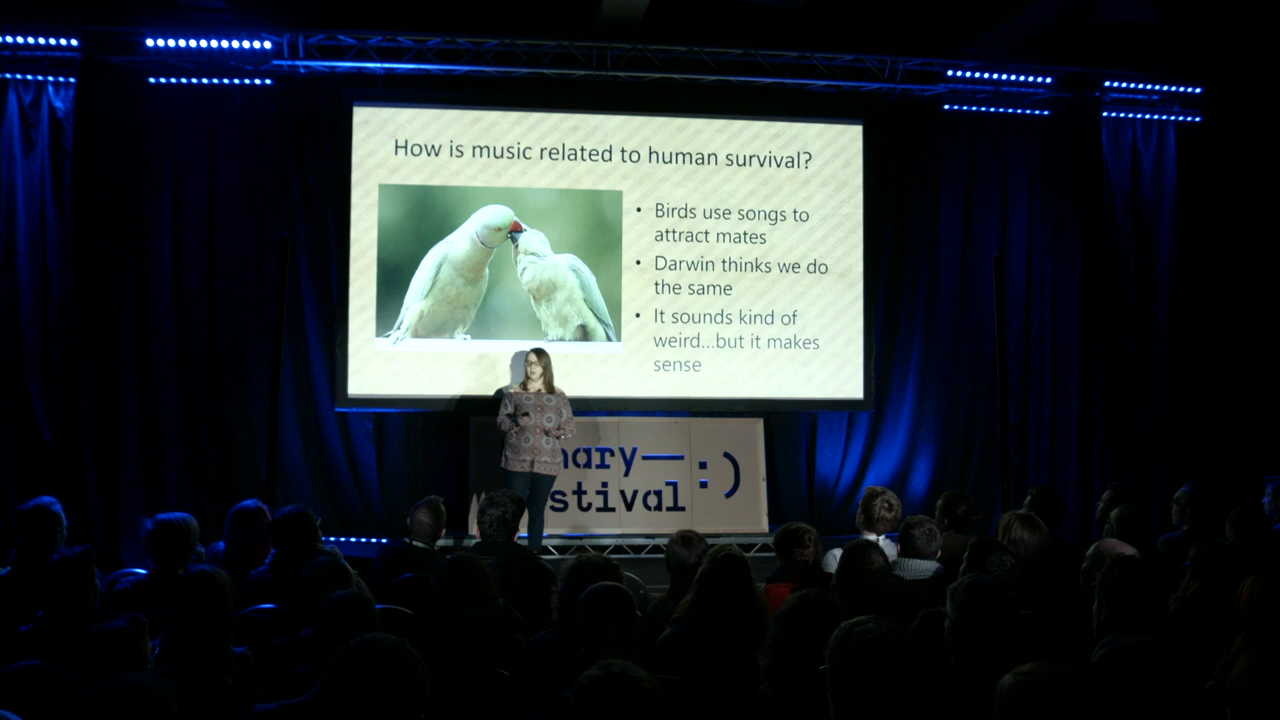 How is music related to human survival?
• Birds use songs to
attract mates
• Darwin thinks we do
the same
• It sounds kind of
weird...but it makes
sense
nary— :)
stival